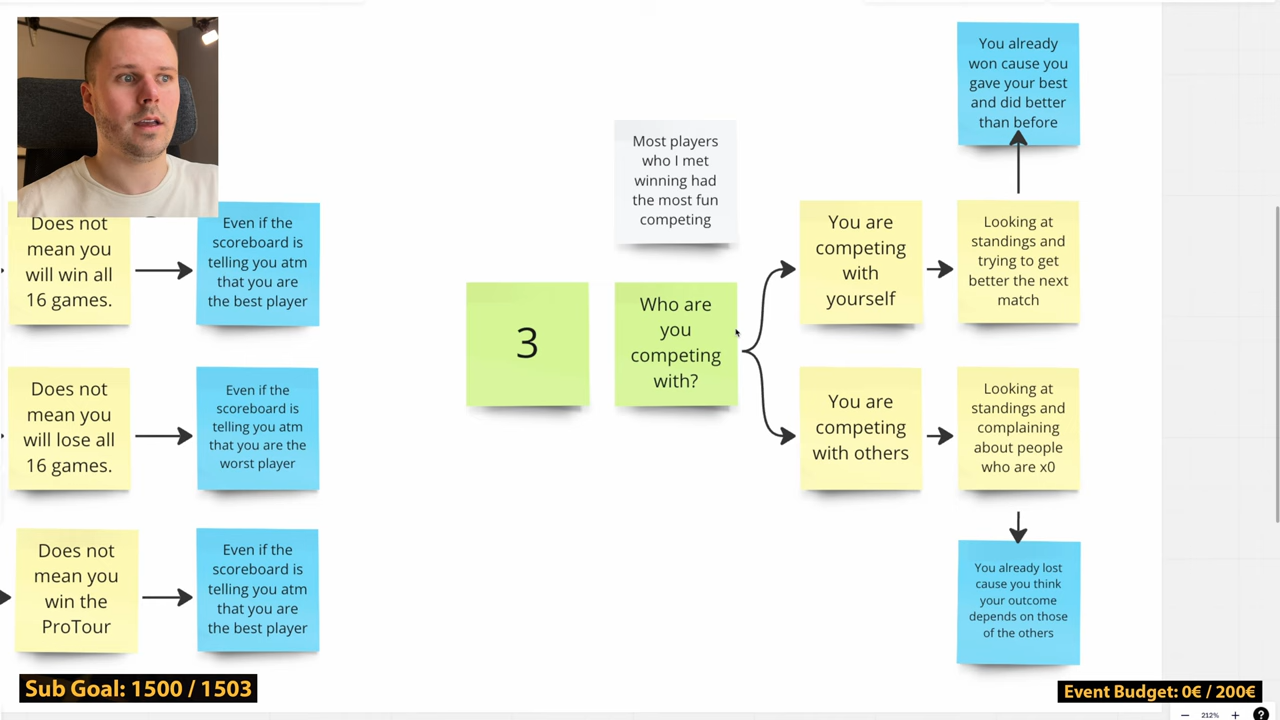 Does not
mean you
will win all
16 games.
Even if the
scoreboard is
telling you atm
that you are
the best player
Does not
mean you
will lose all
16 games.
Even if the
scoreboard is
telling you atm
that you are the
worst player
Does not
mean you
win the
ProTour
Even if the
scoreboard is
telling you atm
that you are
the best player
Most players
who I met
winning had
the most fun
competing
3
Who are
you
competing
with?
You are
competing
with
yourself
Looking at
standings and
trying to get
better the next
match
You already
won cause you
gave your best
and did better
than before
You are
competing
with others
Looking at
standings and
complaining
about people
who are x0
You already lost
cause you think
your outcome
depends on those
of the others
Sub Goal: 1500 / 1503
Event Budget: 0€ / 200€
− 212% + ?